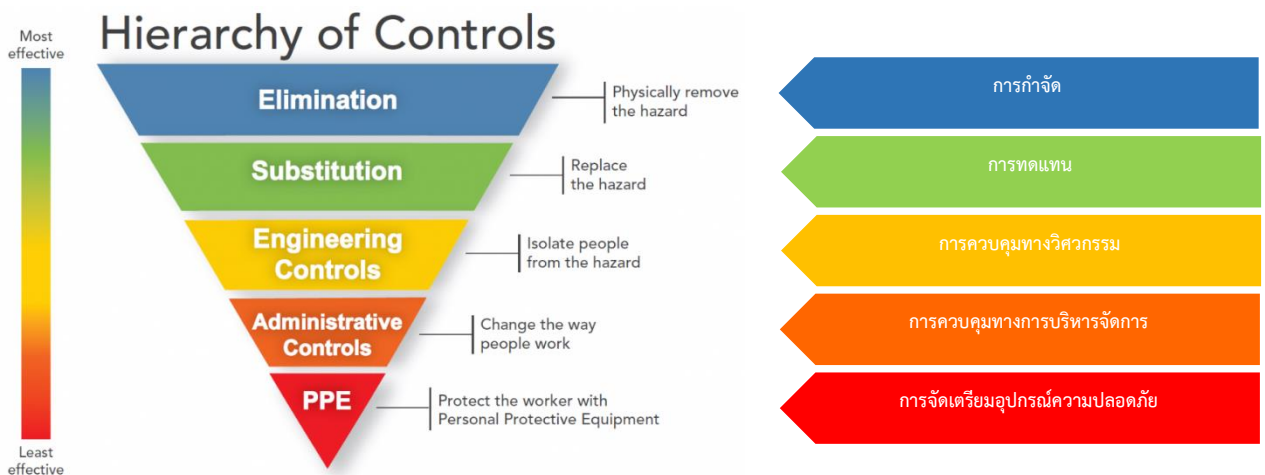 Hierarchy of Controls
Most
effective
Elimination
Physically remove
the hazard
การกำจัด
Substitution
Replace
the hazard
การทดแทน
Engineering
Controls
Isolate people
from the hazard
การควบคุมทางวิศวกรรม
Administrative
Controls
Change the way
people work
การควบคุมทางการบริหารจัดการ
PPE
Protect the worker with
Personal Protective Equipment
การจัดเตรียมอุปกรณ์ความปลอดภัย
Least
effective